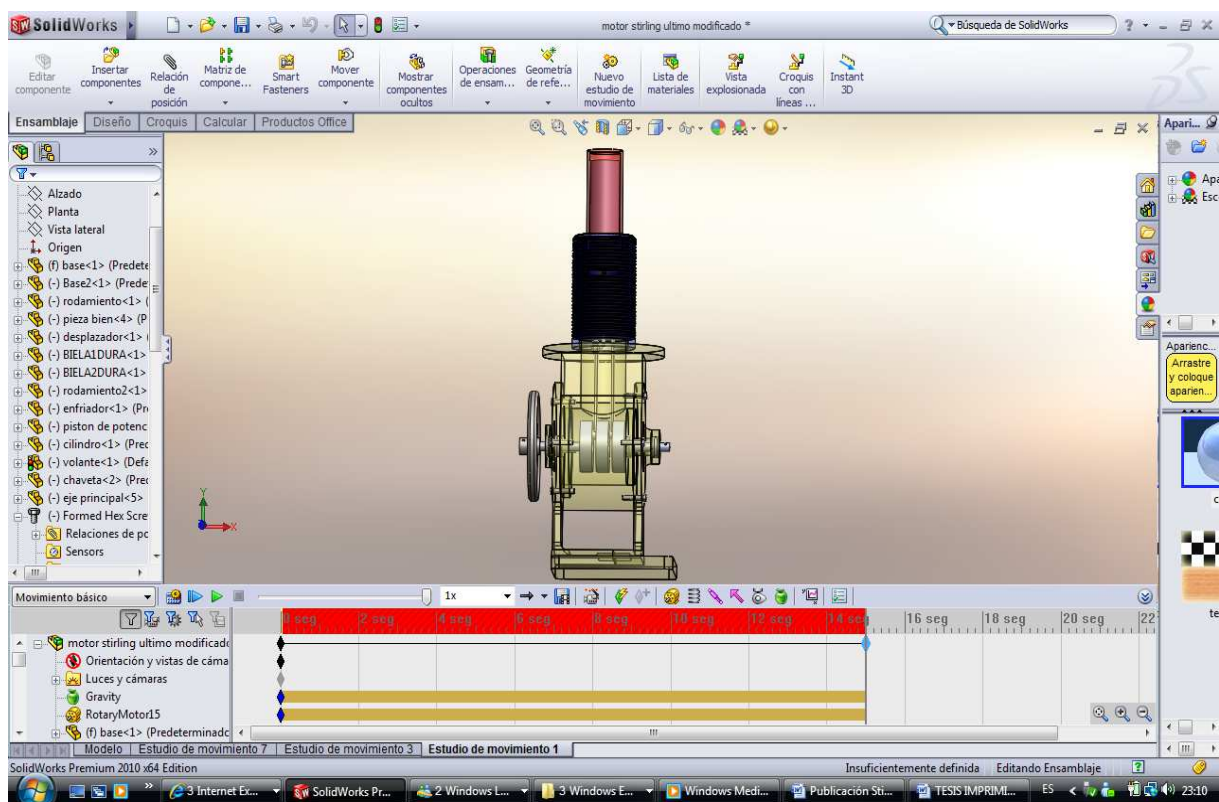 SolidWorks
motor stirling ultimo modificado *
Búsqueda de SolidWorks
Editar componente
Insertar componentes
Relación de posición
Matriz de compone...
Smart Fasteners
Mover componente
Mostrar componentes ocultos
Operaciones de ensam...
Geometría de refe...
Nuevo estudio de movimiento
Lista de materiales
Vista explosionada
Croquis con líneas ...
Instant 3D
Ensamblaje Diseño Croquis Calcular Productos Office
Apari...
Alzado
Planta
Vista lateral
Origen
(f) base<1> (Predete
(-) Base2<1> (Prede
(-) rodamiento<1> (
(-) pieza bien<4> (P
(-) desplazador<1>
(-) BIELA1DURA<1>
(-) BIELA2DURA<1>
(-) rodamiento2<1>
(-) enfriador<1> (Pr
(-) piston de potenc
(-) cilindro<1> (Prec
(-) volante<1> (Defa
(-) chaveta<2> (Prec
(-) eje principal<5>
(-) Formed Hex Scre
Relaciones de po
Sensors
Y
X
Apa
Esc
Aparienc...
Arrastre
y coloque
aparien...
c
te
Movimiento básico
1x
0 seg 2 seg 4 seg 6 seg 8 seg 10 seg 12 seg 14 seg 16 seg 18 seg 20 seg 22
motor stirling ultimo modificado
Orientación y vistas de cáma
Luces y cámaras
Gravity
RotaryMotor15
(f) base<1> (Predeterminado
Modelo Estudio de movimiento 7 Estudio de movimiento 3 Estudio de movimiento 1
SolidWorks Premium 2010 x64 Edition
Insuficientemente definida Editando Ensamblaje
3 Internet Ex... SolidWorks Pr... 2 Windows L... 3 Windows E... Windows Medi... Publicación Sti... TESIS IMPRIMI... ES 23:10